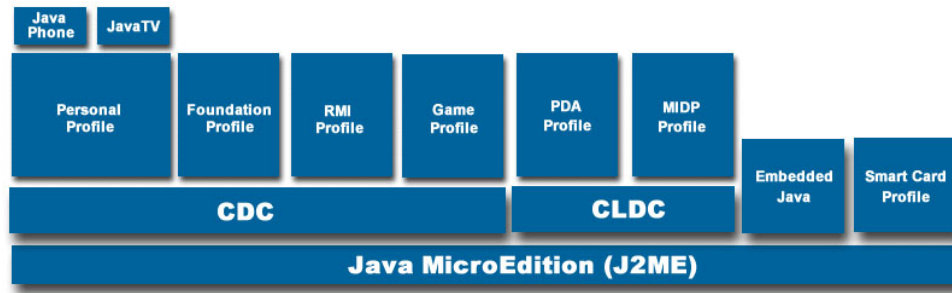 Java
Phone
JavaTV
Personal
Profile
Foundation
Profile
RMI
Profile
Game
Profile
PDA
Profile
MIDP
Profile
Embedded
Java
Smart Card
Profile
CDC
CLDC
Java MicroEdition (J2ME)